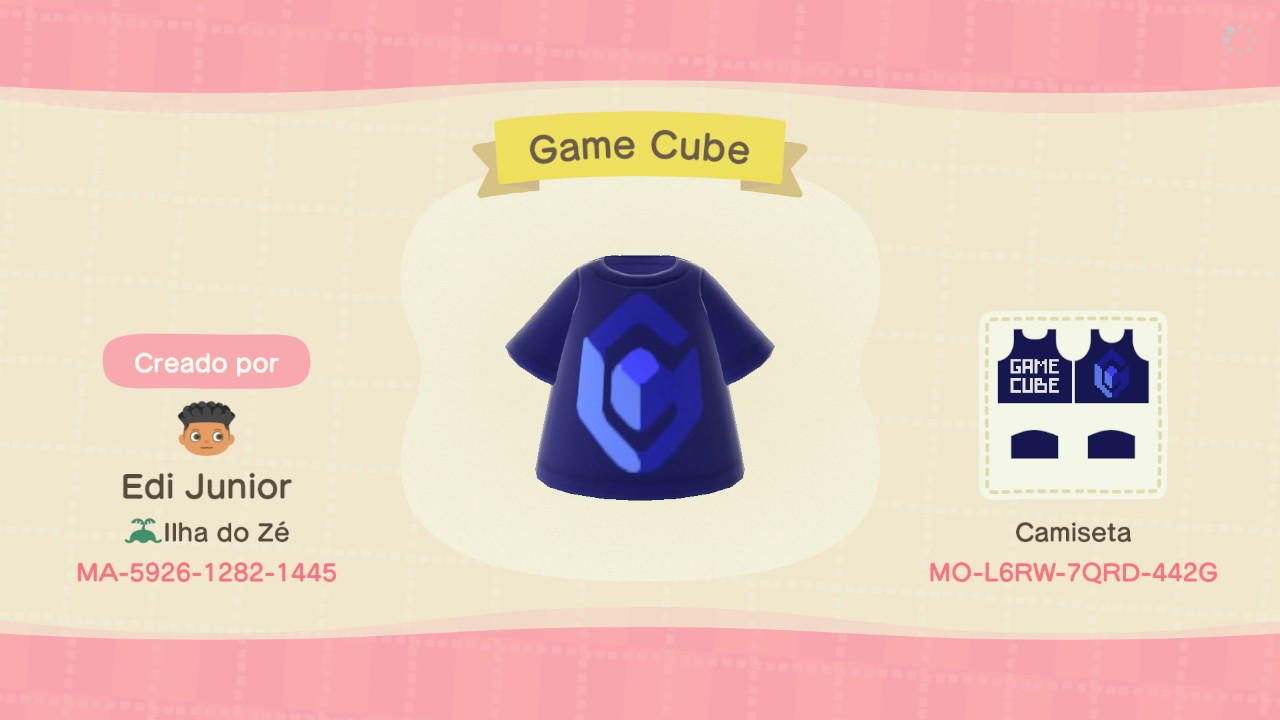 Game Cube
Creado por
Edi Junior
Ilha do Zé
MA-5926-1282-1445
GAME
CUBE
Camiseta
MO-L6RW-7QRD-442G